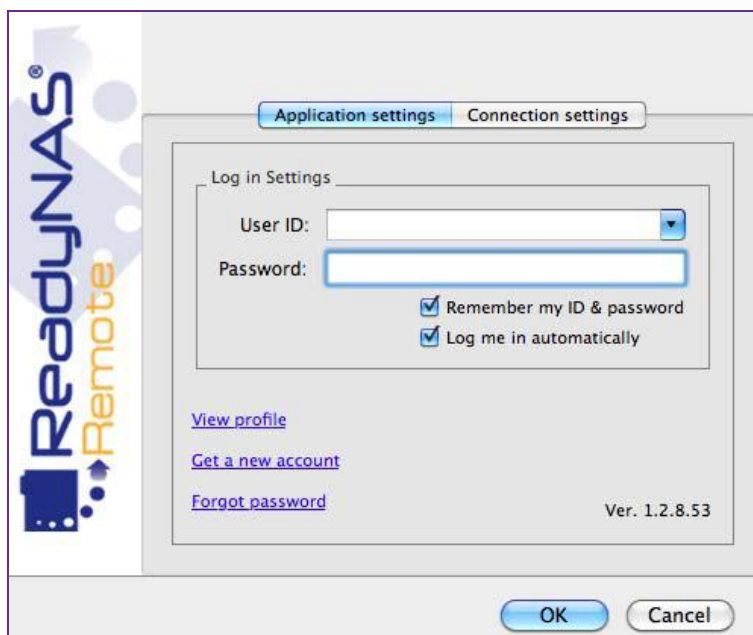 ReadyNAS®
Remote
Application settings Connection settings
Log in Settings
User ID:
Password:
Remember my ID & password
Log me in automatically
View profile
Get a new account
Forgot password
Ver. 1.2.8.53
OK Cancel